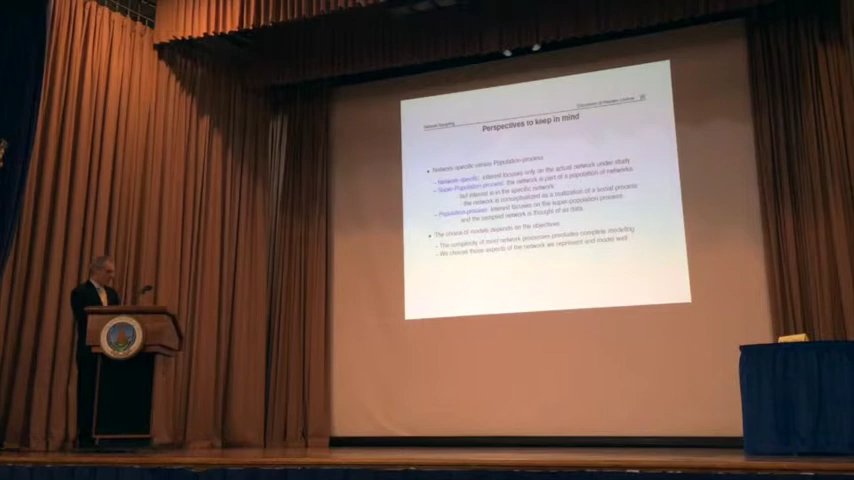 Perspectives to keep in mind
• Network-specific versus Population-process
– Network-specific: interest focuses only on the actual network under study
– Super-Population-process: the network is part of a population of networks
but interest is in the specific network
the network is conceptualized as a realization of a social process
– Population-process: interest focuses on the super-population process
and the sampled network is thought of as data.
• The choice of models depends on the objectives
– The complexity of most network processes precludes complete modeling
– We choose those aspects of the network we represent and model well